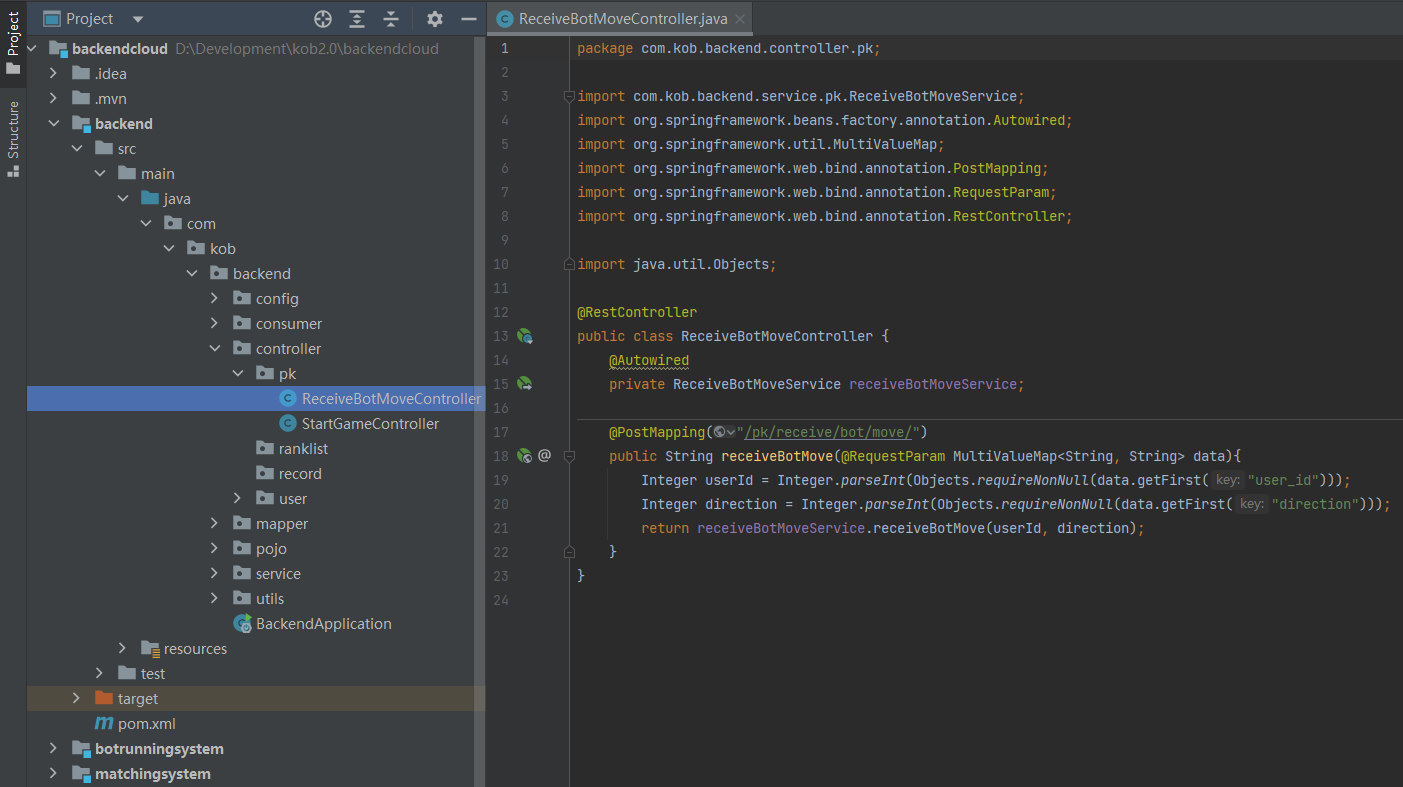 Project
Structure
Project
backendcloud D:\Development\kob2.0\backendcloud
.idea
.mvn
backend
src
main
java
com
kob
backend
config
consumer
controller
pk
ReceiveBotMoveController
StartGameController
ranklist
record
user
mapper
pojo
service
utils
BackendApplication
resources
test
target
m pom.xml
botrunningsystem
matchingsystem
C ReceiveBotMoveController.java
1 package com.kob.backend.controller.pk;
2
3 import com.kob.backend.service.pk.ReceiveBotMoveService;
4 import org.springframework.beans.factory.annotation.Autowired;
5 import org.springframework.util.MultiValueMap;
6 import org.springframework.web.bind.annotation.PostMapping;
7 import org.springframework.web.bind.annotation.RequestParam;
8 import org.springframework.web.bind.annotation.RestController;
9
10 import java.util.Objects;
11
12 @RestController
13 public class ReceiveBotMoveController {
14 @Autowired
15 private ReceiveBotMoveService receiveBotMoveService;
16
17 @PostMapping("/pk/receive/bot/move/")
18 @ public String receiveBotMove(@RequestParam MultiValueMap<String, String> data){
19 Integer userId = Integer.parseInt(Objects.requireNonNull(data.getFirst( key: "user_id")));
20 Integer direction = Integer.parseInt(Objects.requireNonNull(data.getFirst( key: "direction")));
21 return receiveBotMoveService.receiveBotMove(userId, direction);
22 }
23 }
24